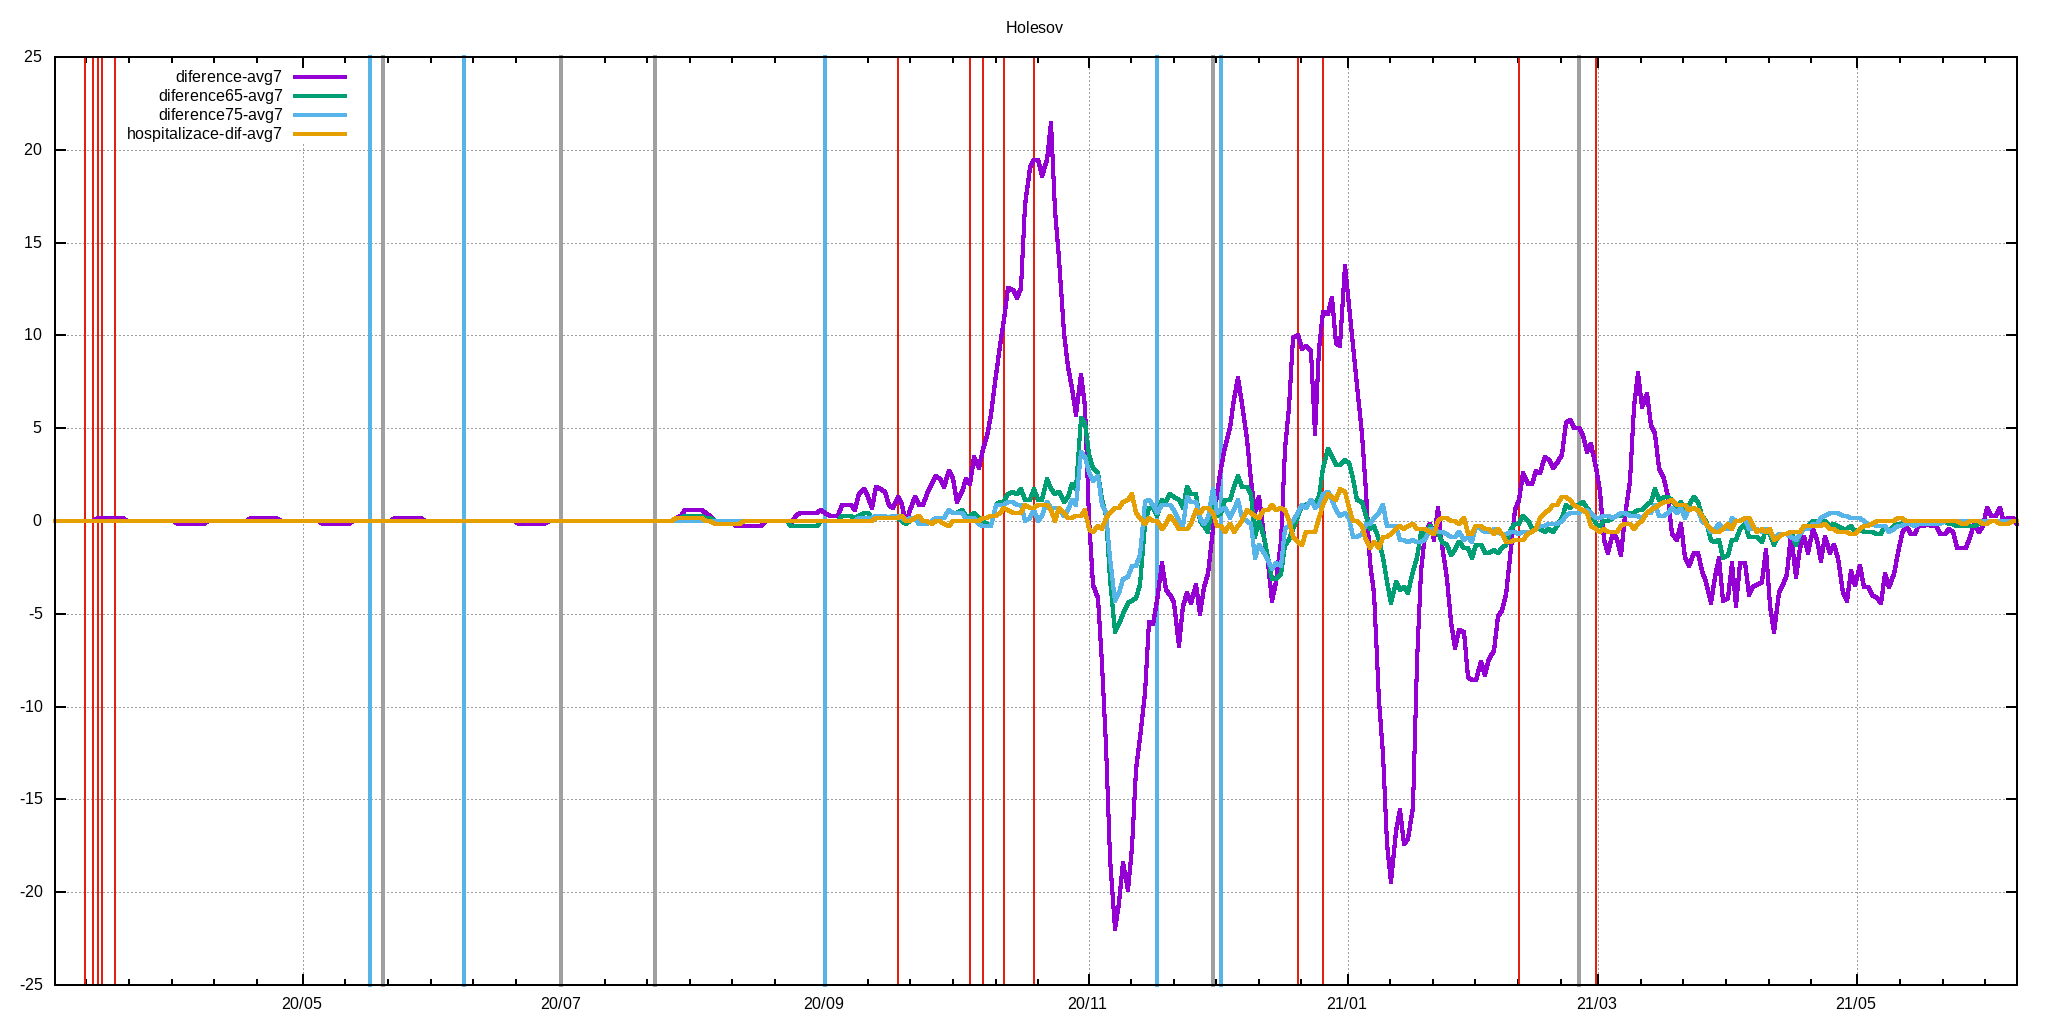 Holesov
diference-avg7
diference65-avg7
diference75-avg7
hospitalizace-dif-avg7
25
20
15
10
5
0
-5
-10
-15
-20
-25
20/05 20/07 20/09 20/11 21/01 21/03 21/05